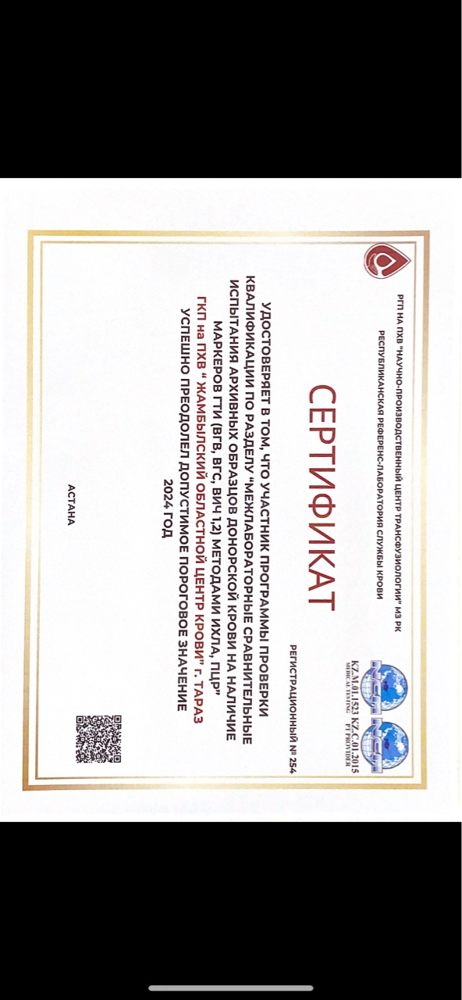 РГП НА ПХВ "НАУЧНО-ПРОИЗВОДСТВЕННЫЙ ЦЕНТР ТРАНСФУЗИОЛОГИИ" МЗ РК
РЕСПУБЛИКАНСКАЯ РЕФЕРЕНС-ЛАБОРАТОРИЯ СЛУЖБЫ КРОВИ
NCA NCA
KZ.M.01.1523 KZ.C.01.2015
MEDICAL TESTING PT PROVIDER
СЕРТИФИКАТ
РЕГИСТРАЦИОННЫЙ № 254
УДОСТОВЕРЯЕТ В ТОМ, ЧТО УЧАСТНИК ПРОГРАММЫ ПРОВЕРКИ
КВАЛИФИКАЦИИ ПО РАЗДЕЛУ “МЕЖЛАБОРАТОРНЫЕ СРАВНИТЕЛЬНЫЕ
ИСПЫТАНИЯ АРХИВНЫХ ОБРАЗЦОВ ДОНОРСКОЙ КРОВИ НА НАЛИЧИЕ
МАРКЕРОВ ГТИ (ВГВ, ВГС, ВИЧ 1,2) МЕТОДАМИ ИХЛА, ПЦР”
ГКП на ПХВ “ ЖАМБЫЛСКИЙ ОБЛАСТНОЙ ЦЕНТР КРОВИ” г. ТАРАЗ
УСПЕШНО ПРЕОДОЛЕЛ ДОПУСТИМОЕ ПОРОГОВОЕ ЗНАЧЕНИЕ
2024 ГОД
АСТАНА